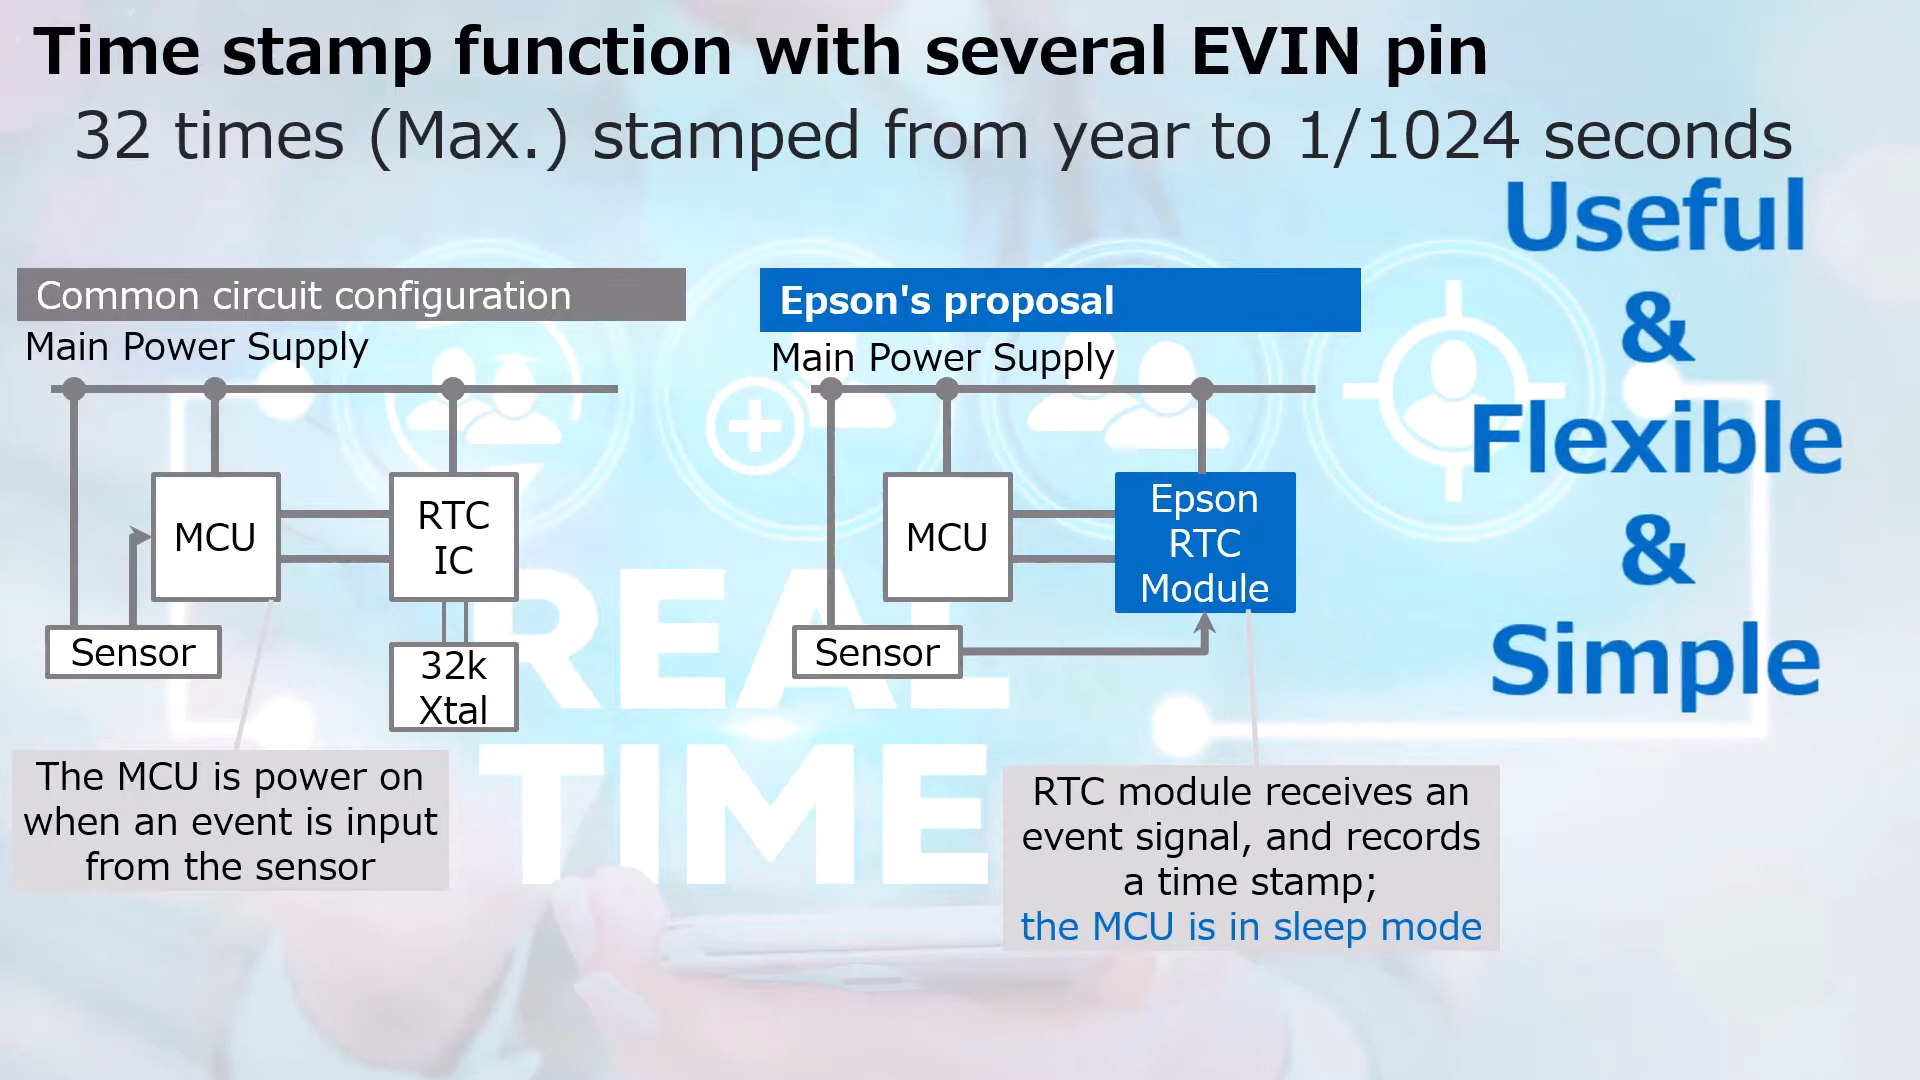 Time stamp function with several EVIN pin
32 times (Max.) stamped from year to 1/1024 seconds
Useful
&
Flexible
&
Simple
Common circuit configuration
Main Power Supply
MCU
RTC
IC
Sensor
32k
Xtal
The MCU is power on
when an event is input
from the sensor
Epson's proposal
Main Power Supply
MCU
Epson
RTC
Module
Sensor
RTC module receives an
event signal, and records
a time stamp;
the MCU is in sleep mode
REAL
TIME